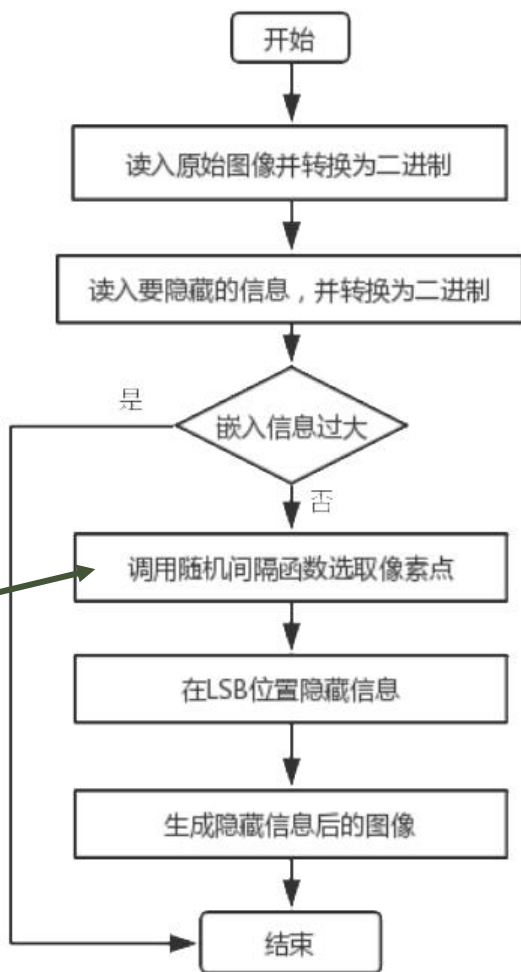 开始
读入原始图像并转换为二进制
读入要隐藏的信息，并转换为二进制
是
嵌入信息过大
否
调用随机间隔函数选取像素点
在LSB位置隐藏信息
生成隐藏信息后的图像
结束